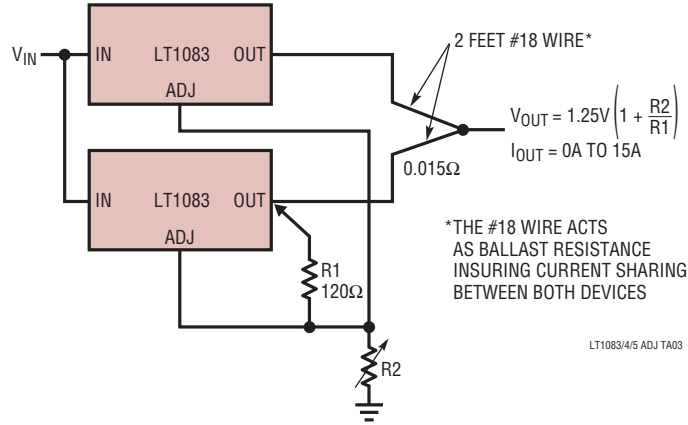 V_IN
IN LT1083 OUT
ADJ
IN LT1083 OUT
ADJ
2 FEET #18 WIRE*
0.015Ω
V_OUT = 1.25V (1 + R2/R1)
I_OUT = 0A TO 15A
R1
120Ω
R2
*THE #18 WIRE ACTS
AS BALLAST RESISTANCE
INSURING CURRENT SHARING
BETWEEN BOTH DEVICES
LT1083/4/5 ADJ TA03